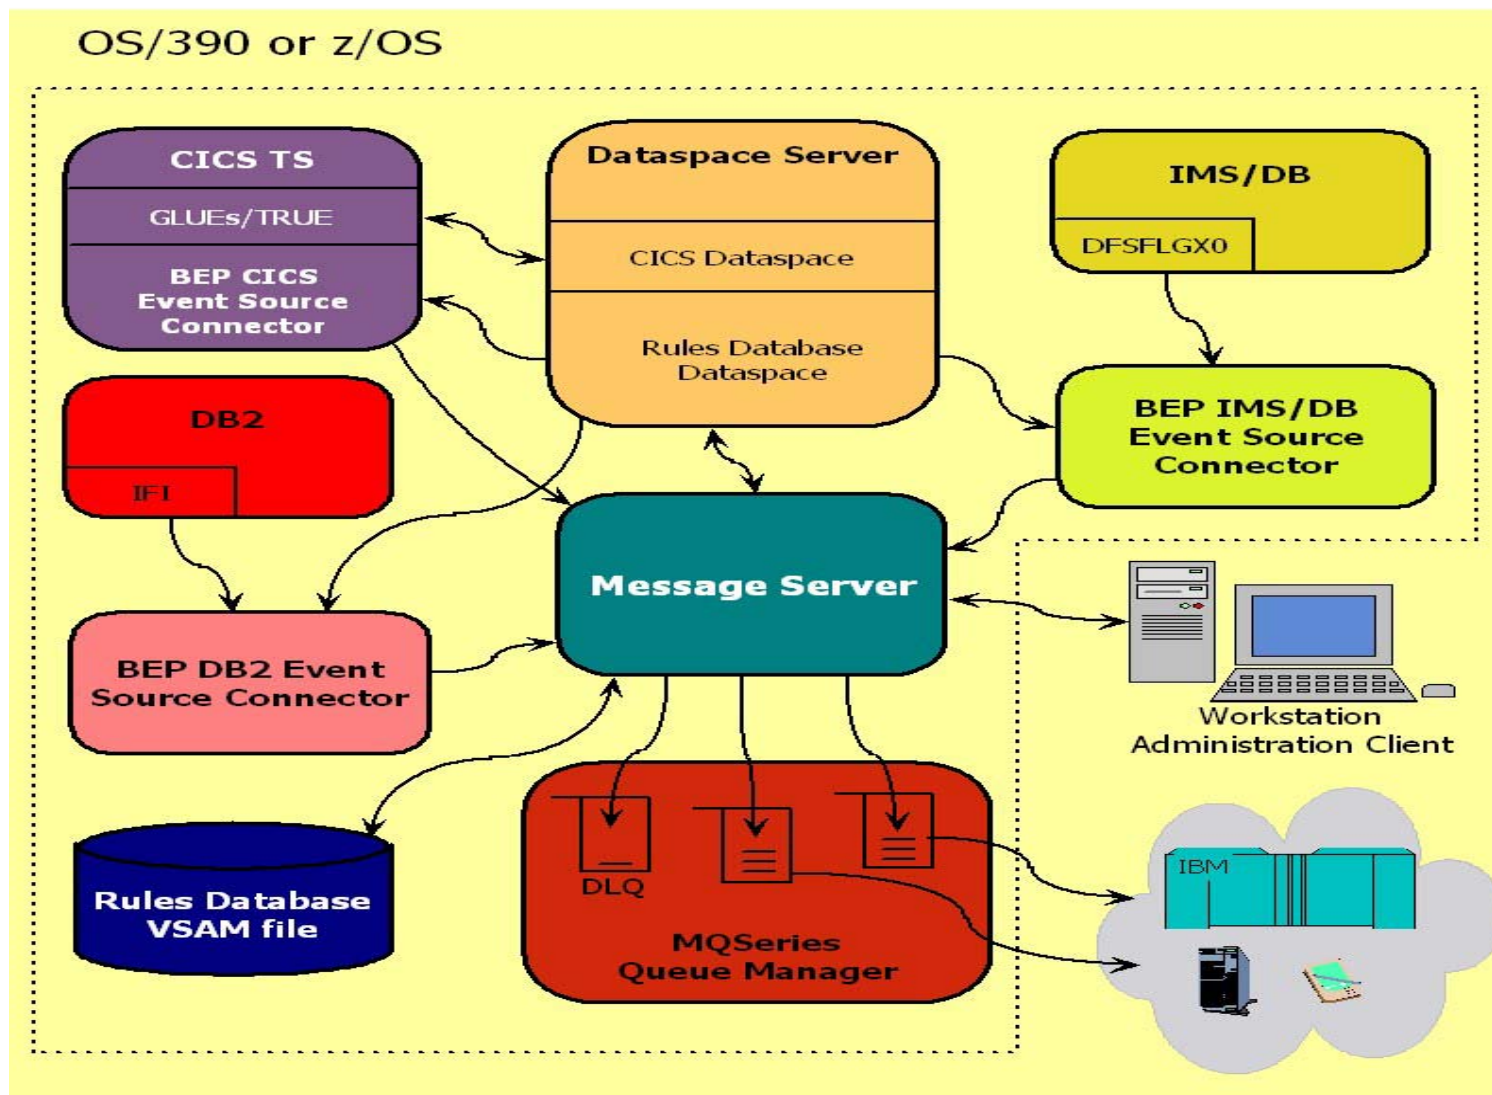 OS/390 or z/OS
CICS TS
GLUEs/TRUE
BEP CICS
Event Source
Connector
Dataspace Server
CICS Dataspace
Rules Database
Dataspace
IMS/DB
DFSFLGX0
BEP IMS/DB
Event Source
Connector
DB2
IFI
Message Server
BEP DB2 Event
Source Connector
Workstation
Administration Client
Rules Database
VSAM file
DLQ
MQSeries
Queue Manager
IBM